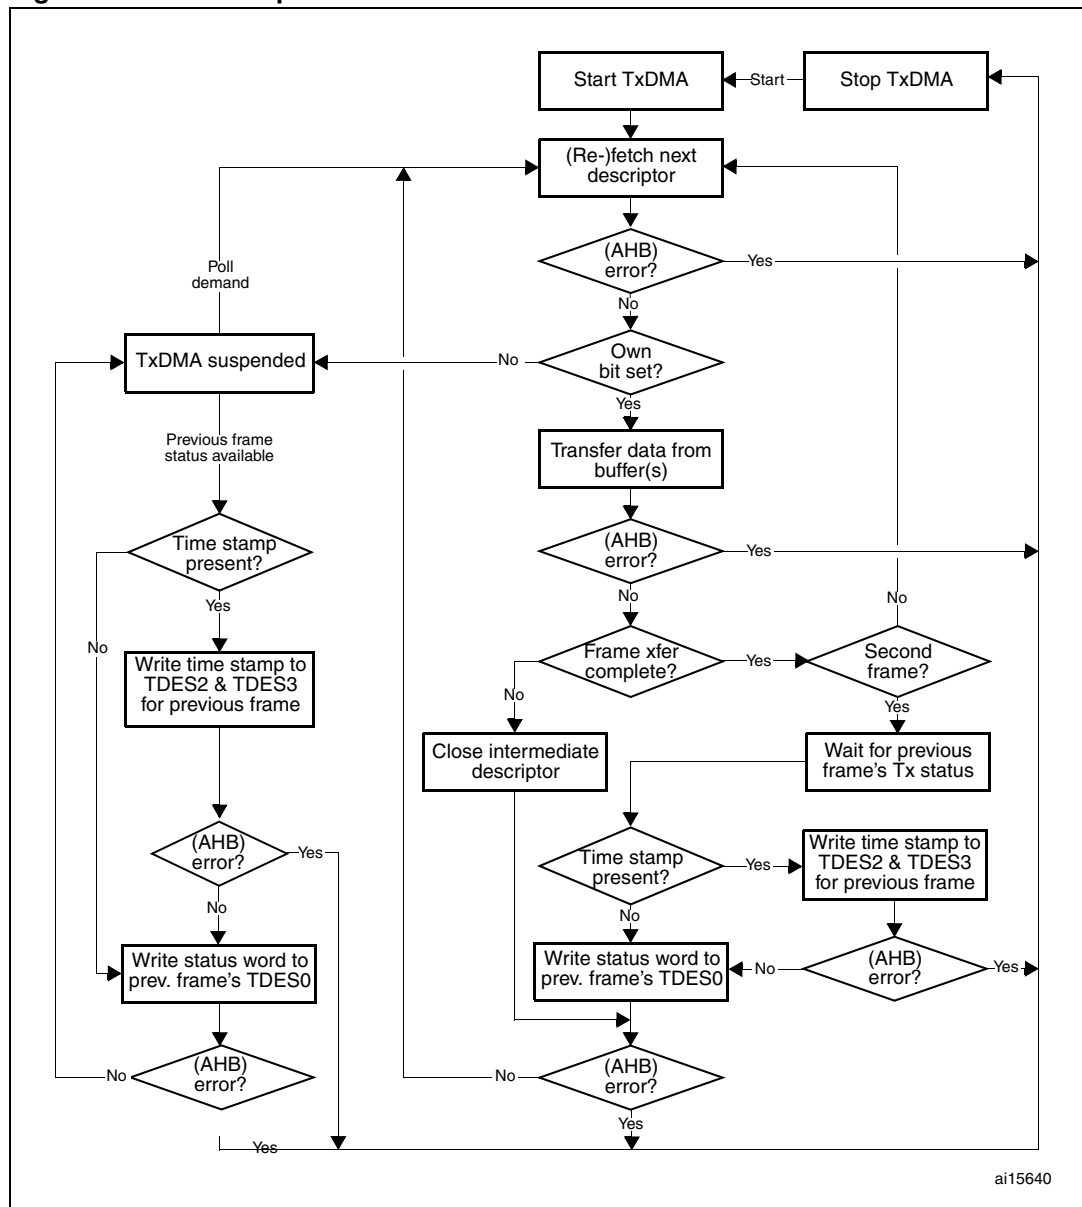 Start TxDMA
Start
Stop TxDMA
(Re-)fetch next
descriptor
(AHB)
error?
Yes
Poll
demand
No
TxDMA suspended
No
Own
bit set?
Yes
Previous frame
status available
Transfer data from
buffer(s)
Time stamp
present?
(AHB)
error?
Yes
Yes
No
No
No
Write time stamp to
TDES2 & TDES3
for previous frame
Frame xfer
complete?
Yes
Second
frame?
No
Yes
Close intermediate
descriptor
Wait for previous
frame's Tx status
(AHB)
error?
Yes
Time stamp
present?
Yes
Write time stamp to
TDES2 & TDES3
for previous frame
No
No
Write status word to
prev. frame's TDES0
Write status word to
prev. frame's TDES0
No
(AHB)
error?
Yes
No
(AHB)
error?
No
(AHB)
error?
Yes
Yes
ai15640